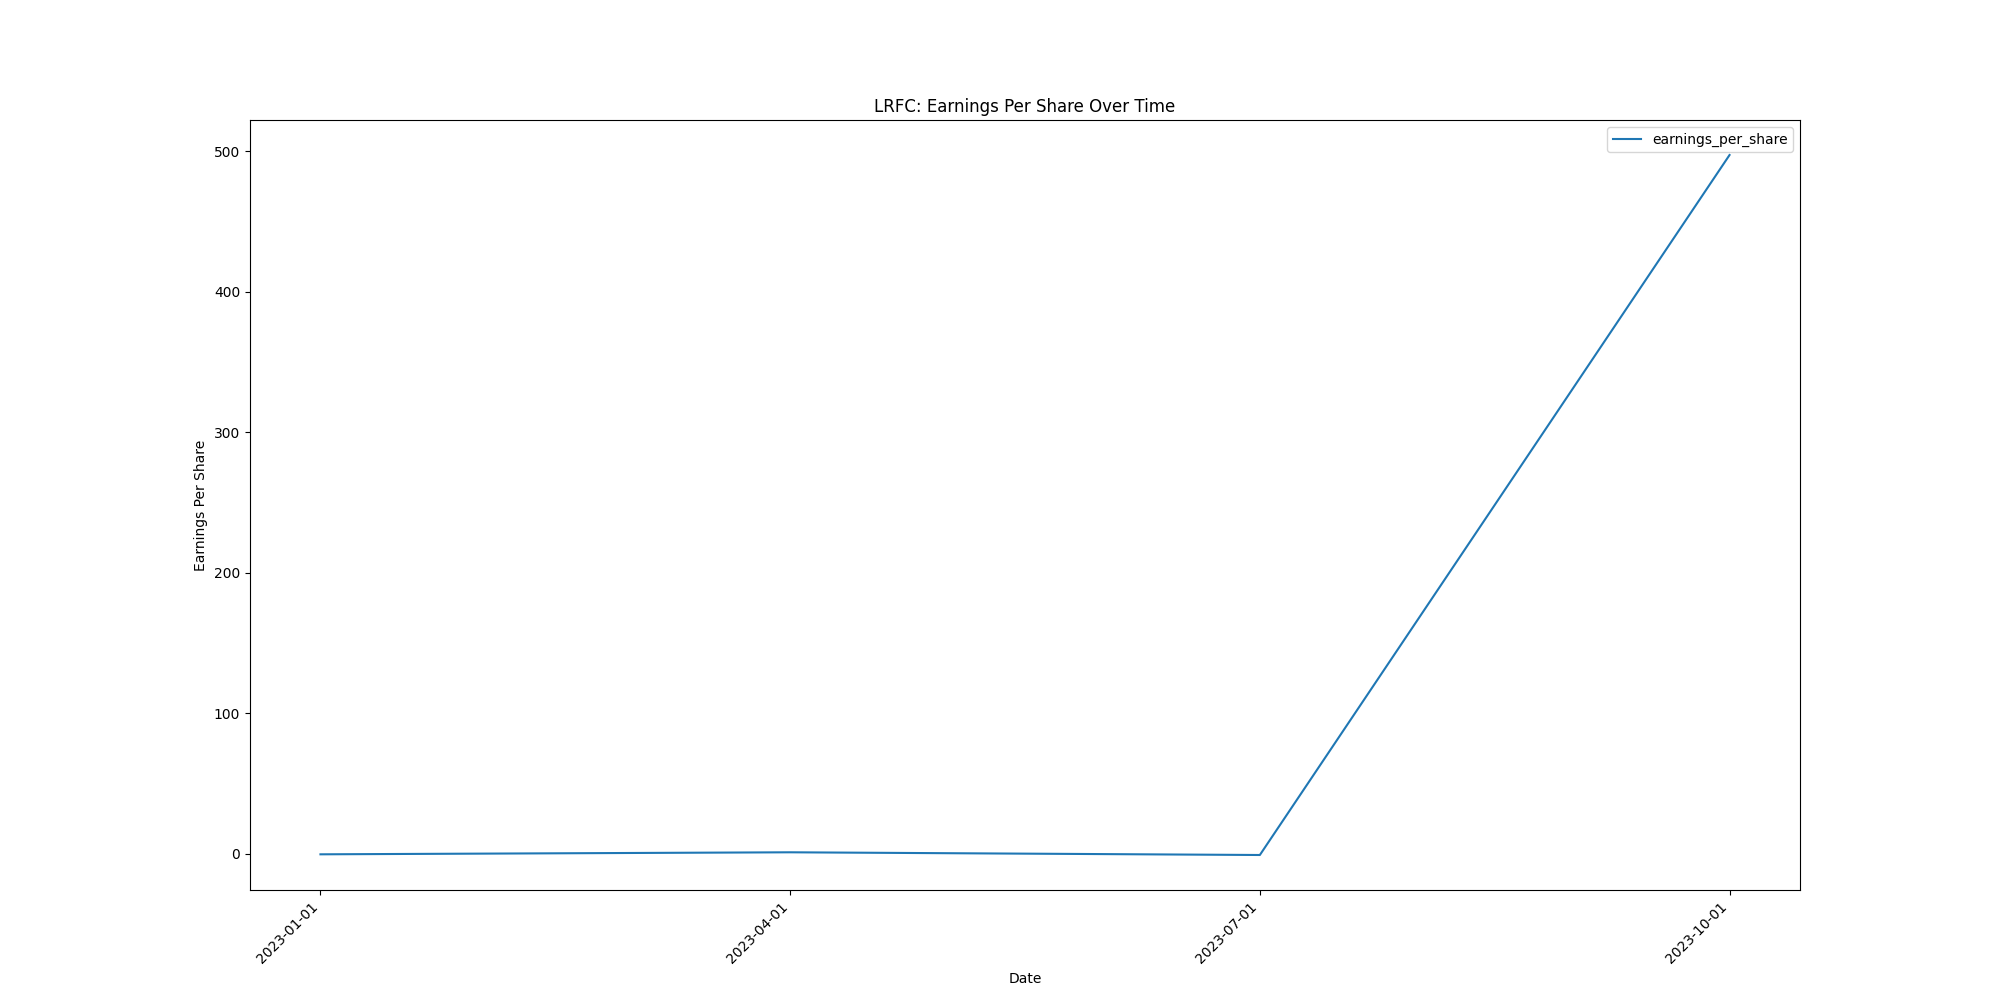 LRFC: Earnings Per Share Over Time
earnings_per_share
500
400
300
200
100
0
Earnings Per Share
2023-01-01
2023-04-01
2023-07-01
2023-10-01
Date